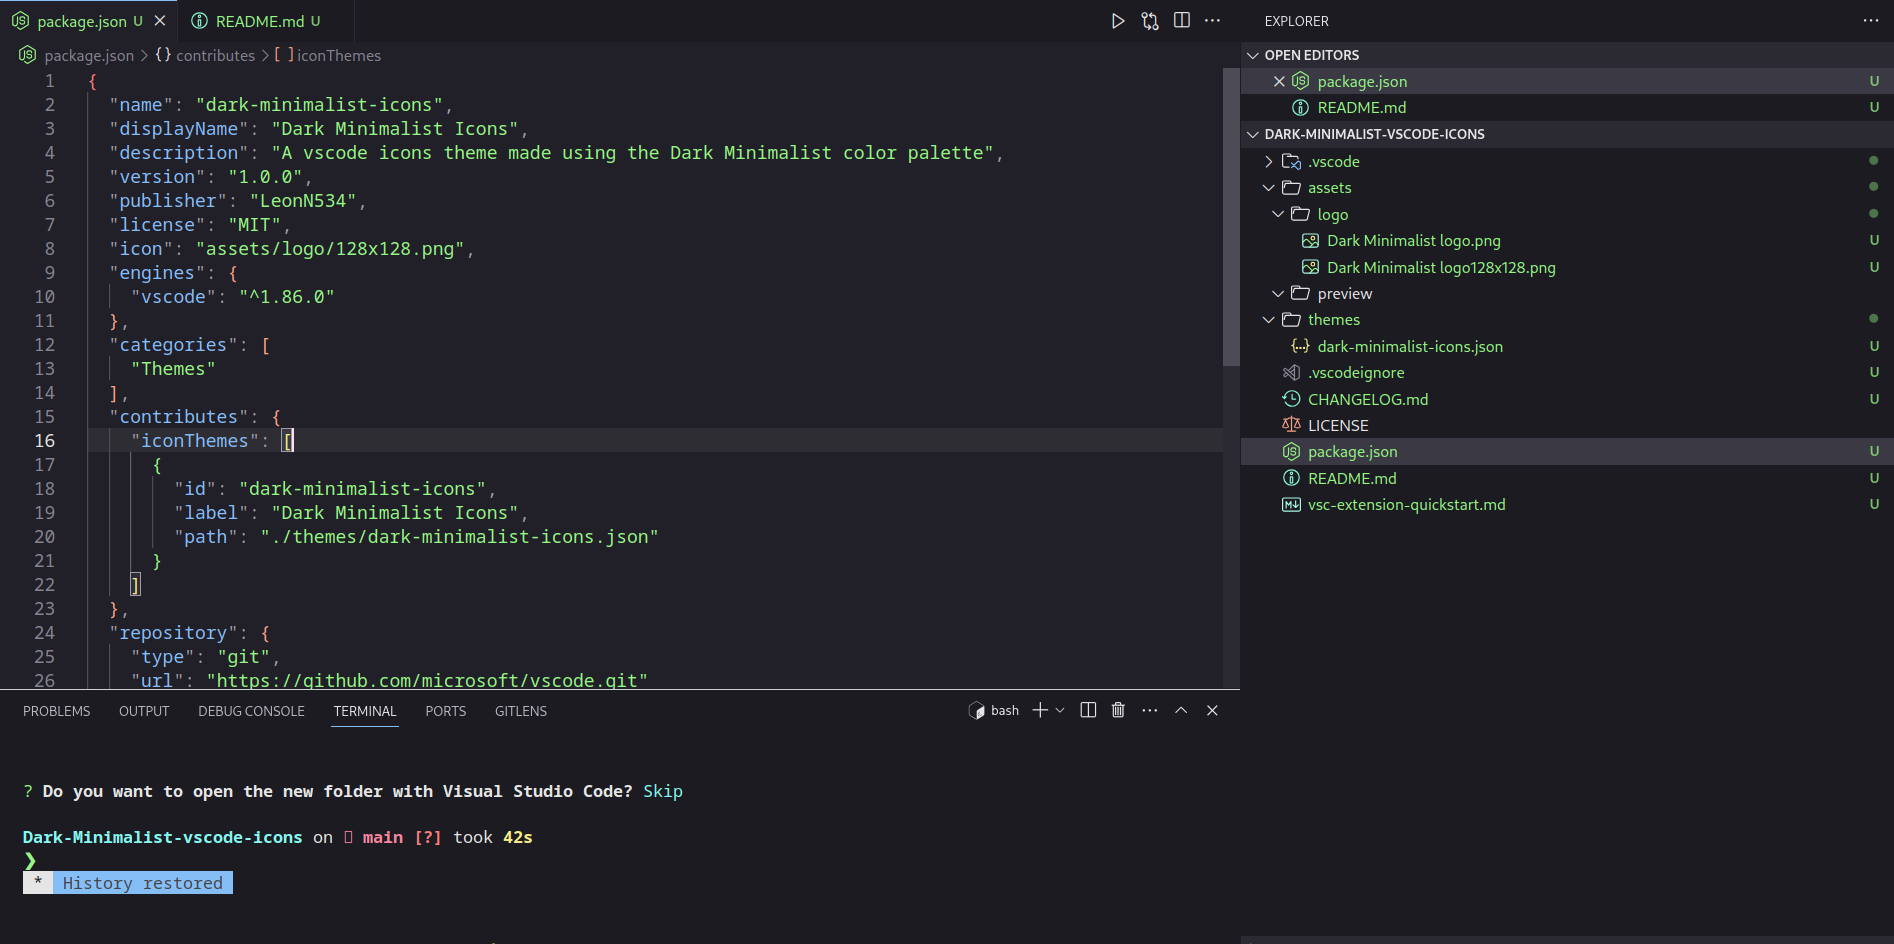 package.json U
README.md U
package.json > {} contributes > [ ] iconThemes
1 {
2 "name": "dark-minimalist-icons",
3 "displayName": "Dark Minimalist Icons",
4 "description": "A vscode icons theme made using the Dark Minimalist color palette",
5 "version": "1.0.0",
6 "publisher": "LeonN534",
7 "license": "MIT",
8 "icon": "assets/logo/128x128.png",
9 "engines": {
10 "vscode": "^1.86.0"
11 },
12 "categories": [
13 "Themes"
14 ],
15 "contributes": {
16 "iconThemes": [
17 {
18 "id": "dark-minimalist-icons",
19 "label": "Dark Minimalist Icons",
20 "path": "./themes/dark-minimalist-icons.json"
21 }
22 ]
23 },
24 "repository": {
25 "type": "git",
26 "url": "https://github.com/microsoft/vscode.git"
PROBLEMS OUTPUT DEBUG CONSOLE TERMINAL PORTS GITLENS
bash
? Do you want to open the new folder with Visual Studio Code? Skip
Dark-Minimalist-vscode-icons on main [?] took 42s
❯
* History restored
EXPLORER
OPEN EDITORS
package.json U
README.md U
DARK-MINIMALIST-VSCODE-ICONS
.vscode
assets
logo
Dark Minimalist logo.png U
Dark Minimalist logo128x128.png U
preview
themes
dark-minimalist-icons.json U
.vscodeignore U
CHANGELOG.md U
LICENSE
package.json U
README.md U
vsc-extension-quickstart.md U